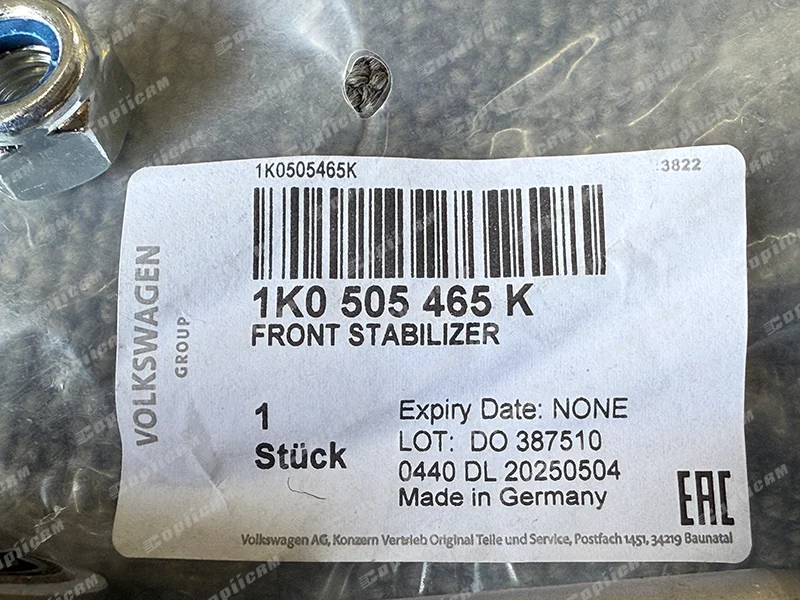 1K0505465K
3822
1K0 505 465 K
FRONT STABILIZER
VOLKSWAGEN
GROUP
1
Stück
Expiry Date: NONE
LOT: DO 387510
0440 DL 20250504
Made in Germany
EAC
Volkswagen AG, Konzern Vertrieb Original Teile und Service, Postfach 1451, 34219 Baunatal